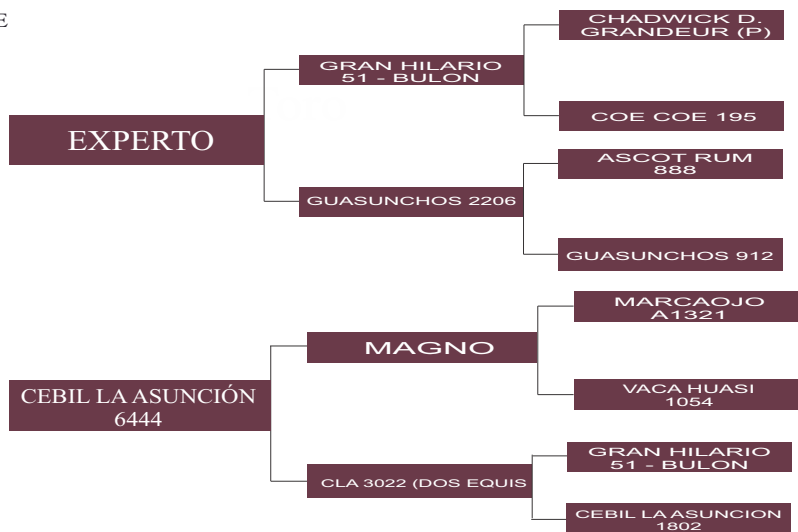 E
CHADWICK D.
GRANDEUR (P)
GRAN HILARIO
51 - BULON
COE COE 195
EXPERTO
ASCOT RUM
888
GUASUNCHOS 2206
GUASUNCHOS 912
MARCAOJO
A1321
MAGNO
VACA HUASI
1054
CEBIL LA ASUNCIÓN
6444
GRAN HILARIO
51 - BULON
CLA 3022 (DOS EQUIS
CEBIL LA ASUNCION
1802